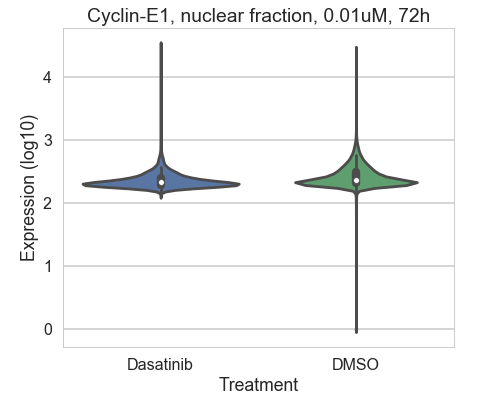 Cyclin-E1, nuclear fraction, 0.01uM, 72h
Expression (log10)
4
3
2
1
0
Dasatinib
DMSO
Treatment